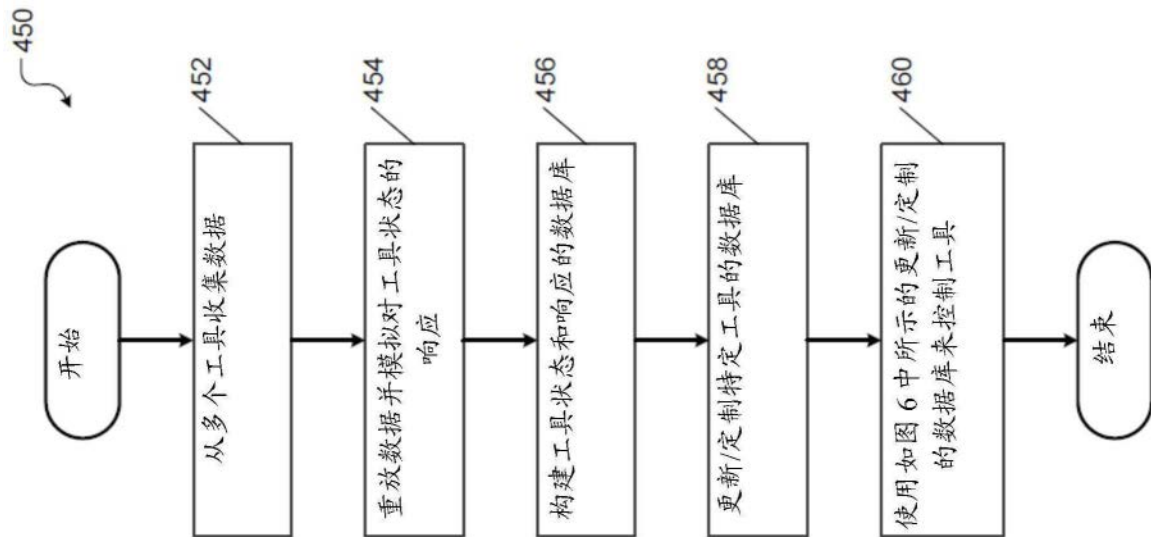 450
开始
452
从多个工具收集数据
454
重放数据并模拟对工具状态的
响应
456
构建工具状态和响应的数据库
458
更新/定制特定工具的数据库
460
使用如图 6 中所示的更新/定制
的数据库来控制工具
结束